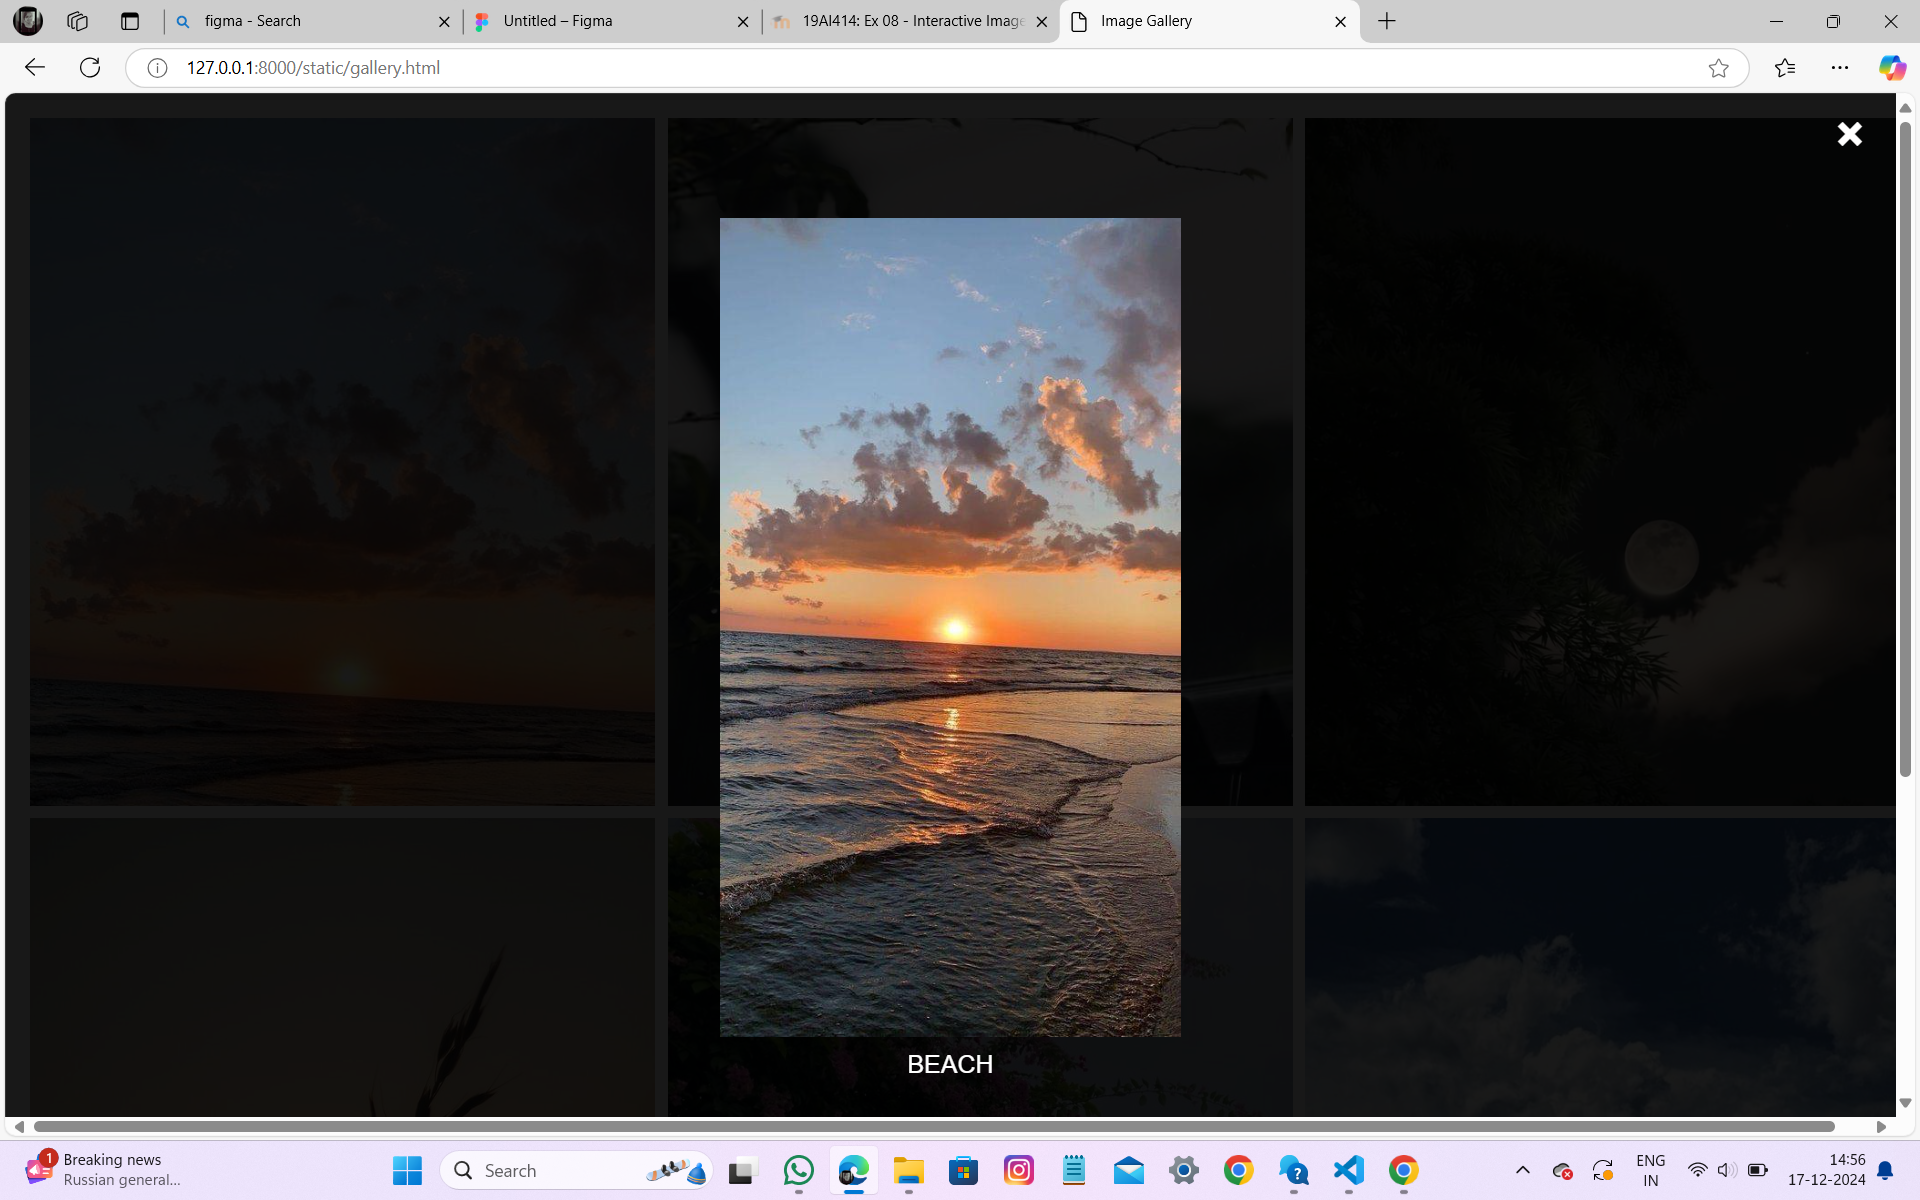 figma - Search
Untitled – Figma
19AI414: Ex 08 - Interactive Image
Image Gallery
127.0.0.1:8000/static/gallery.html
BEACH
1
Breaking news
Russian general...
Search
ENG
IN
14:56
17-12-2024